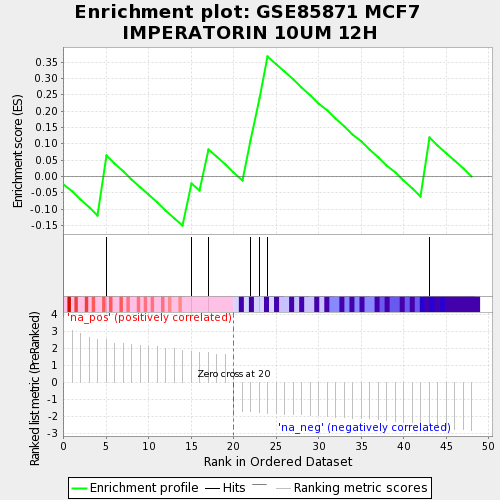 Enrichment plot: GSE85871 MCF7
IMPERATORIN 10UM 12H
Enrichment score (ES)
0.35
0.30
0.25
0.20
0.15
0.10
0.05
0.00
-0.05
-0.10
-0.15
Ranked list metric (PreRanked)
4
3
2
1
0
-1
-2
-3
'na_pos' (positively correlated)
Zero cross at 20
'na_neg' (negatively correlated)
0 5 10 15 20 25 30 35 40 45 50
Rank in Ordered Dataset
Enrichment profile Hits Ranking metric scores